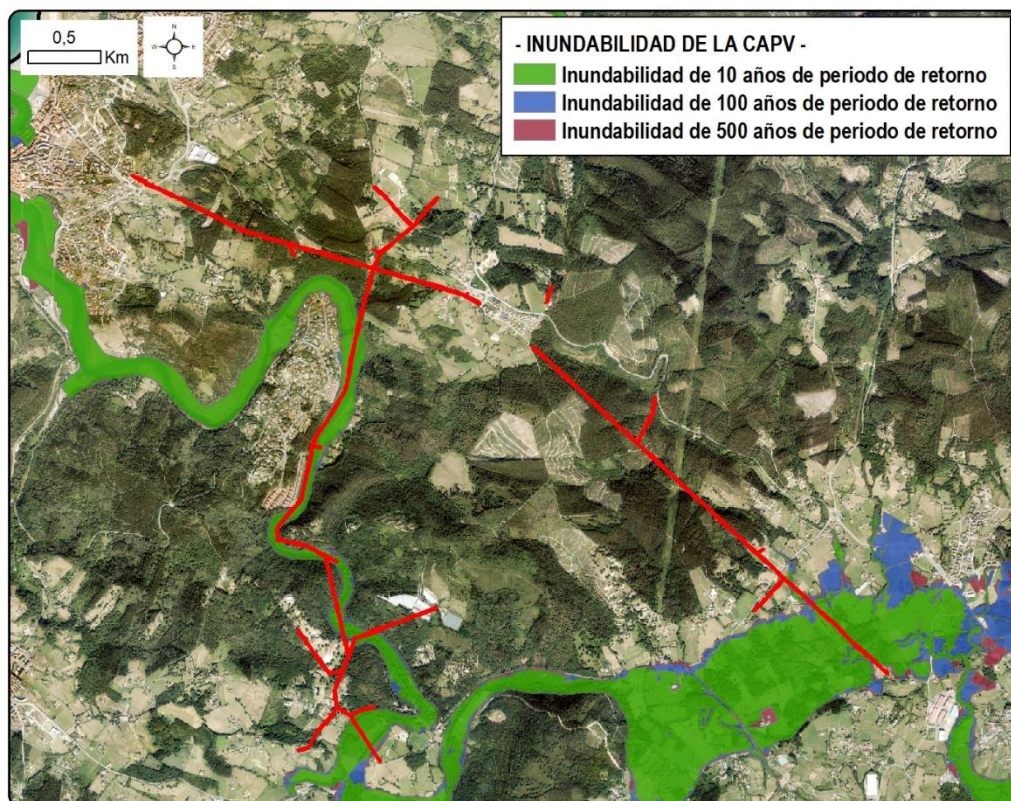 0,5
Km
N
W E
S
- INUNDABILIDAD DE LA CAPV -
Inundabilidad de 10 años de periodo de retorno
Inundabilidad de 100 años de periodo de retorno
Inundabilidad de 500 años de periodo de retorno